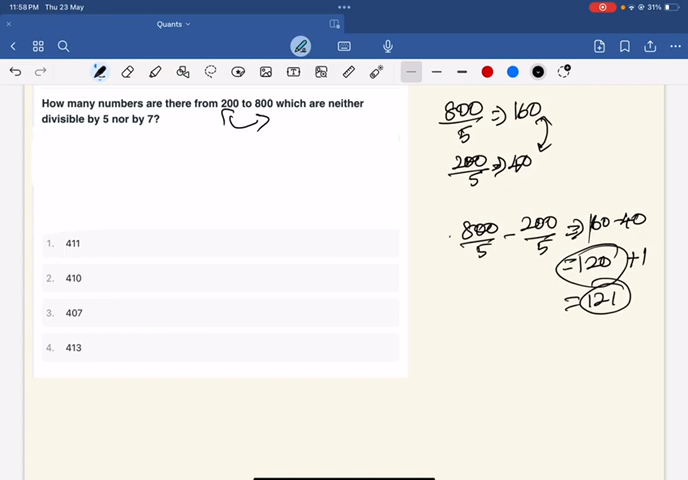 11:58 PM Thu 23 May
31%
Quants
How many numbers are there from 200 to 800 which are neither
divisible by 5 nor by 7?
1. 411
2. 410
3. 407
4. 413
800/5 => 160
200/5 => 40
800/5 - 200/5 => 160-40
=120 +1
= 121